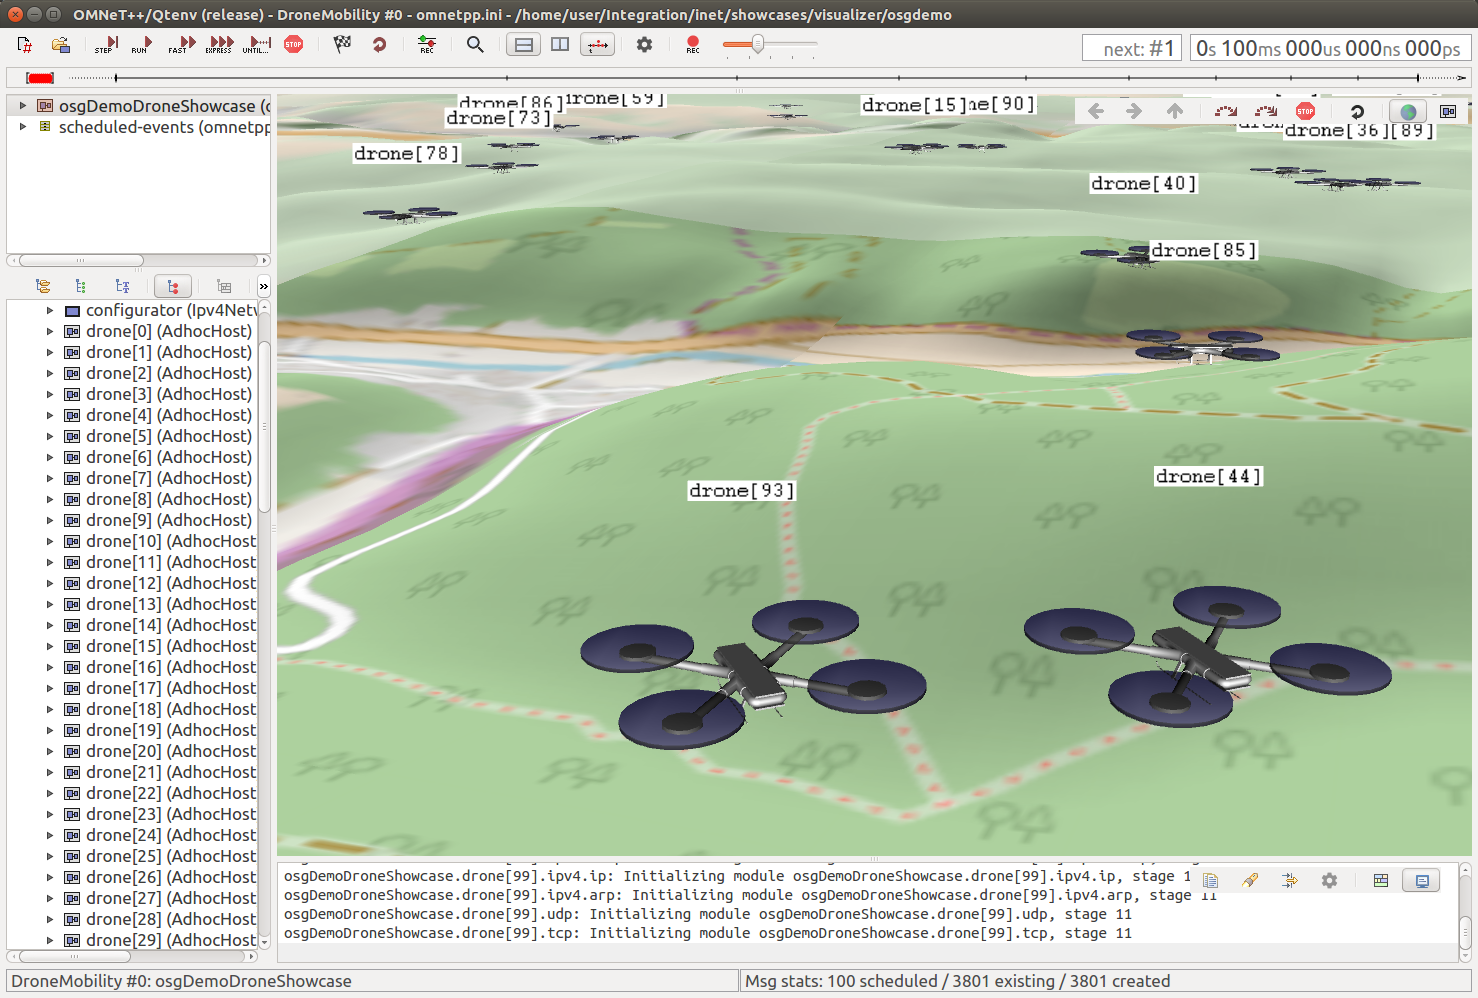 OMNeT++/Qtenv (release) - DroneMobility #0 - omnetpp.ini - /home/user/Integration/inet/showcases/visualizer/osgdemo
STEP RUN FAST EXPRESS UNTIL... STOP REC REC
next: #1
0s 100ms 000us 000ns 000ps
osgDemoDroneShowcase (
scheduled-events (omnetpp
configurator (Ipv4Netw
drone[0] (AdhocHost)
drone[1] (AdhocHost)
drone[2] (AdhocHost)
drone[3] (AdhocHost)
drone[4] (AdhocHost)
drone[5] (AdhocHost)
drone[6] (AdhocHost)
drone[7] (AdhocHost)
drone[8] (AdhocHost)
drone[9] (AdhocHost)
drone[10] (AdhocHost
drone[11] (AdhocHost
drone[12] (AdhocHost
drone[13] (AdhocHost
drone[14] (AdhocHost
drone[15] (AdhocHost
drone[16] (AdhocHost
drone[17] (AdhocHost
drone[18] (AdhocHost
drone[19] (AdhocHost
drone[20] (AdhocHost
drone[21] (AdhocHost
drone[22] (AdhocHost
drone[23] (AdhocHost
drone[24] (AdhocHost
drone[25] (AdhocHost
drone[26] (AdhocHost
drone[27] (AdhocHost
drone[28] (AdhocHost
drone[29] (AdhocHost
STOP
drone[86]
rone[59]
drone[73]
drone[15]
ne[90]
drone[36]
[89]
drone[78]
drone[40]
drone[85]
drone[93]
drone[44]
osgDemoDroneShowcase.drone[99].ipv4.ip: Initializing module osgDemoDroneShowcase.drone[99].ipv4.ip, stage 1
osgDemoDroneShowcase.drone[99].ipv4.arp: Initializing module osgDemoDroneShowcase.drone[99].ipv4.arp, stage 11
osgDemoDroneShowcase.drone[99].udp: Initializing module osgDemoDroneShowcase.drone[99].udp, stage 11
osgDemoDroneShowcase.drone[99].tcp: Initializing module osgDemoDroneShowcase.drone[99].tcp, stage 11
DroneMobility #0: osgDemoDroneShowcase
Msg stats: 100 scheduled / 3801 existing / 3801 created